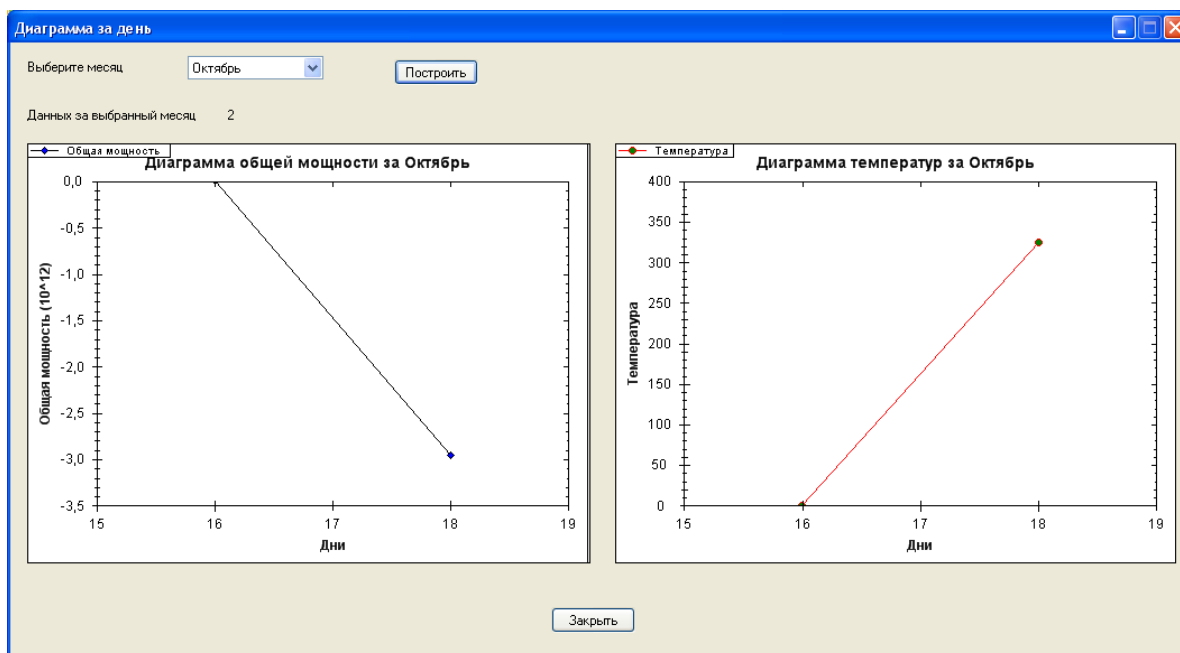 Диаграмма за день
Выберите месяц Октябрь Построить
Данных за выбранный месяц 2
Общая мощность
Диаграмма общей мощности за Октябрь
0,0
-0,5
-1,0
-1,5
-2,0
-2,5
-3,0
-3,5
Общая мощность (10^12)
15 16 17 18 19
Дни
Температура
Диаграмма температур за Октябрь
400
350
300
250
200
150
100
50
0
Температура
15 16 17 18 19
Дни
Закрыть